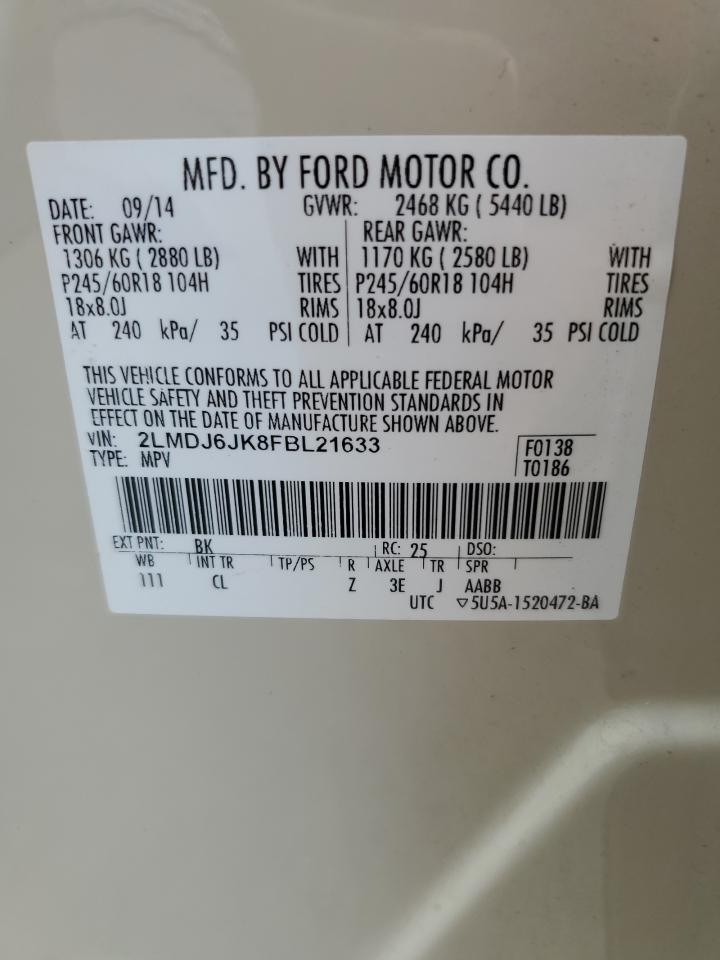 MFD. BY FORD MOTOR CO.
DATE: 09/14 GVWR: 2468 KG ( 5440 LB)
FRONT GAWR: REAR GAWR:
1306 KG ( 2880 LB) WITH 1170 KG ( 2580 LB) WITH
P245/60R18 104H TIRES P245/60R18 104H TIRES
18x8.0J RIMS 18x8.0J RIMS
AT 240 kPa/ 35 PSI COLD AT 240 kPa/ 35 PSI COLD
THIS VEHICLE CONFORMS TO ALL APPLICABLE FEDERAL MOTOR
VEHICLE SAFETY AND THEFT PREVENTION STANDARDS IN
EFFECT ON THE DATE OF MANUFACTURE SHOWN ABOVE.
VIN: 2LMDJ6JK8FBL21633 F0138
TYPE: MPV T0186
EXT PNT: BK RC: 25 DSO:
WB INT TR TP/PS R AXLE TR SPR
111 CL Z 3E J AABB
UTC ▽5U5A-1520472-BA